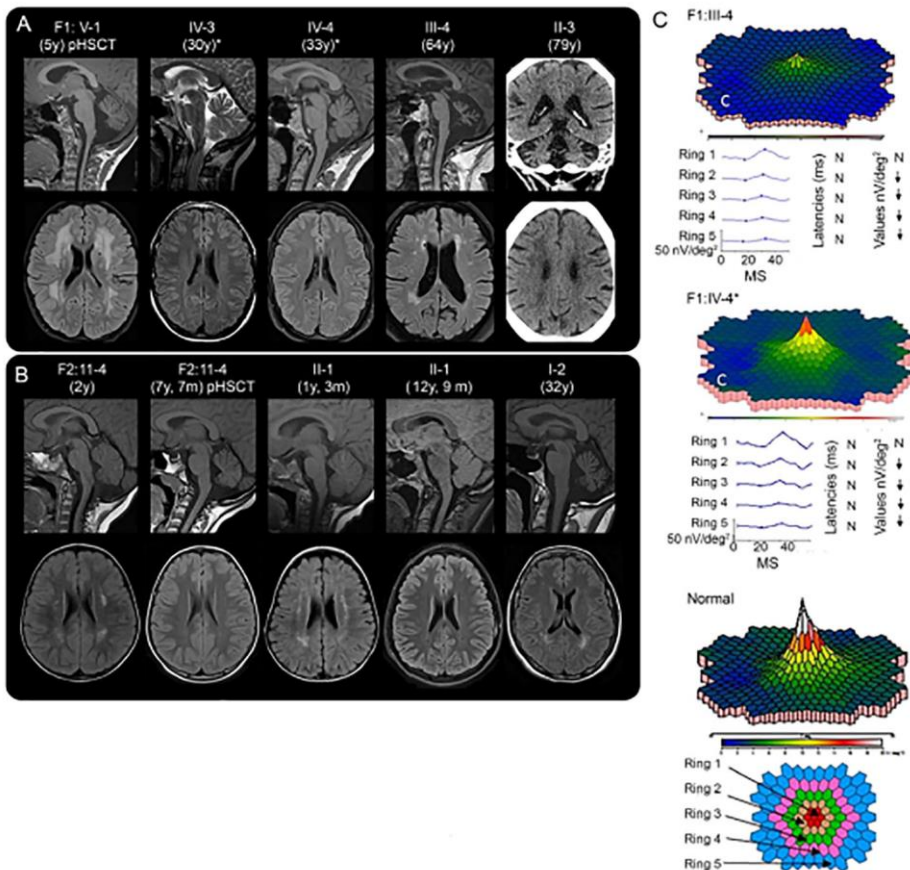 A
F1: V-1
(5y) pHSCT
IV-3
(30y)*
IV-4
(33y)*
III-4
(64y)
II-3
(79y)
B
F2:11-4
(2y)
F2:11-4
(7y, 7m) pHSCT
II-1
(1y, 3m)
II-1
(12y, 9 m)
I-2
(32y)
C
F1:III-4
C
Ring 1
Ring 2
Ring 3
Ring 4
Ring 5
50 nV/deg²
0 20 40
MS
Latencies (ms)
N
N
N
N
N
Values nV/deg²
N
↓
↓
↓
↓
F1:IV-4*
C
Ring 1
Ring 2
Ring 3
Ring 4
Ring 5
50 nV/deg²
0 20 40
MS
Latencies (ms)
N
N
N
N
N
Values nV/deg²
N
↓
↓
↓
↓
Normal
Ring 1
Ring 2
Ring 3
Ring 4
Ring 5